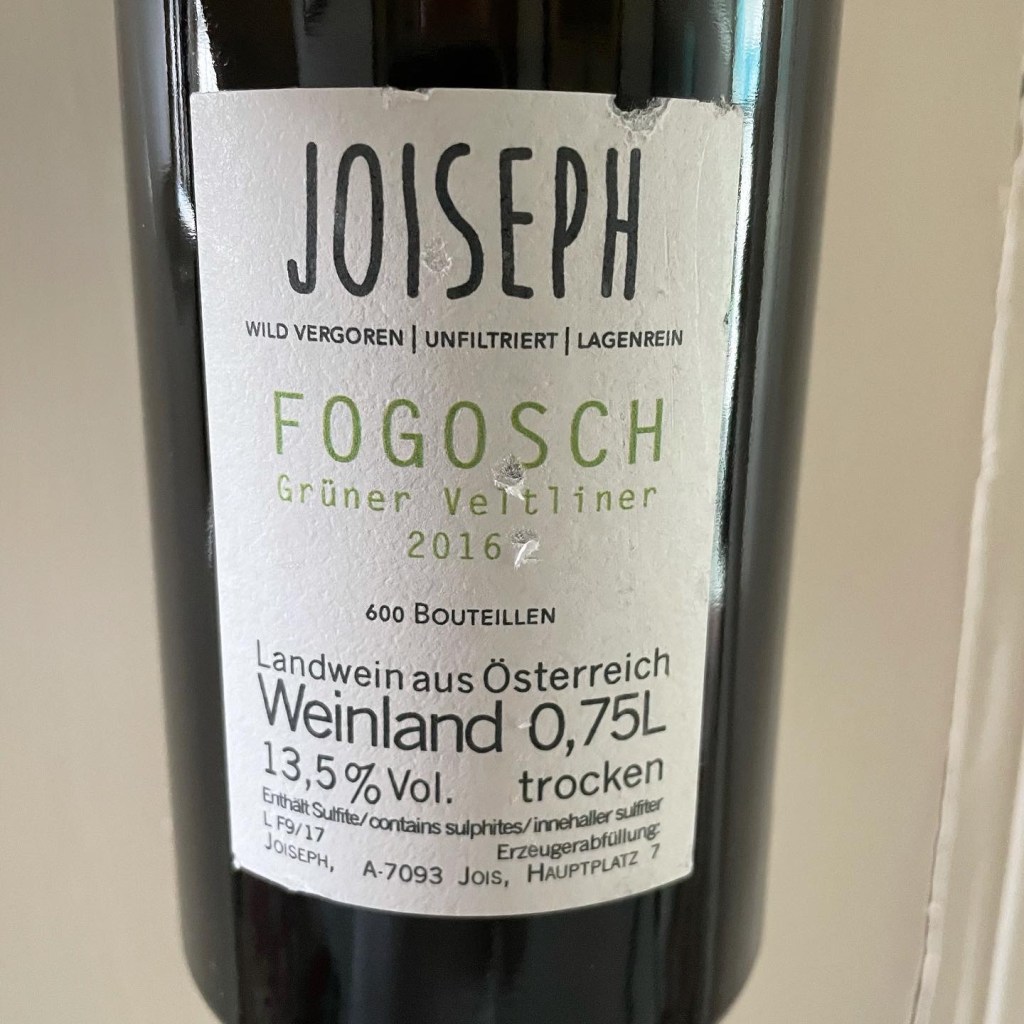 JOISEPH
WILD VERGOREN | UNFILTRIERT | LAGENREIN
FOGOSCH
Grüner Veltliner
2016
600 BOUTEILLEN
Landwein aus Österreich
Weinland 0,75L
13,5%Vol. trocken
Enthält Sulfite/contains sulphites/innehaller sulfiter
L F9/17 Erzeugerabfüllung:
JOISEPH, A-7093 JOIS, HAUPTPLATZ 7